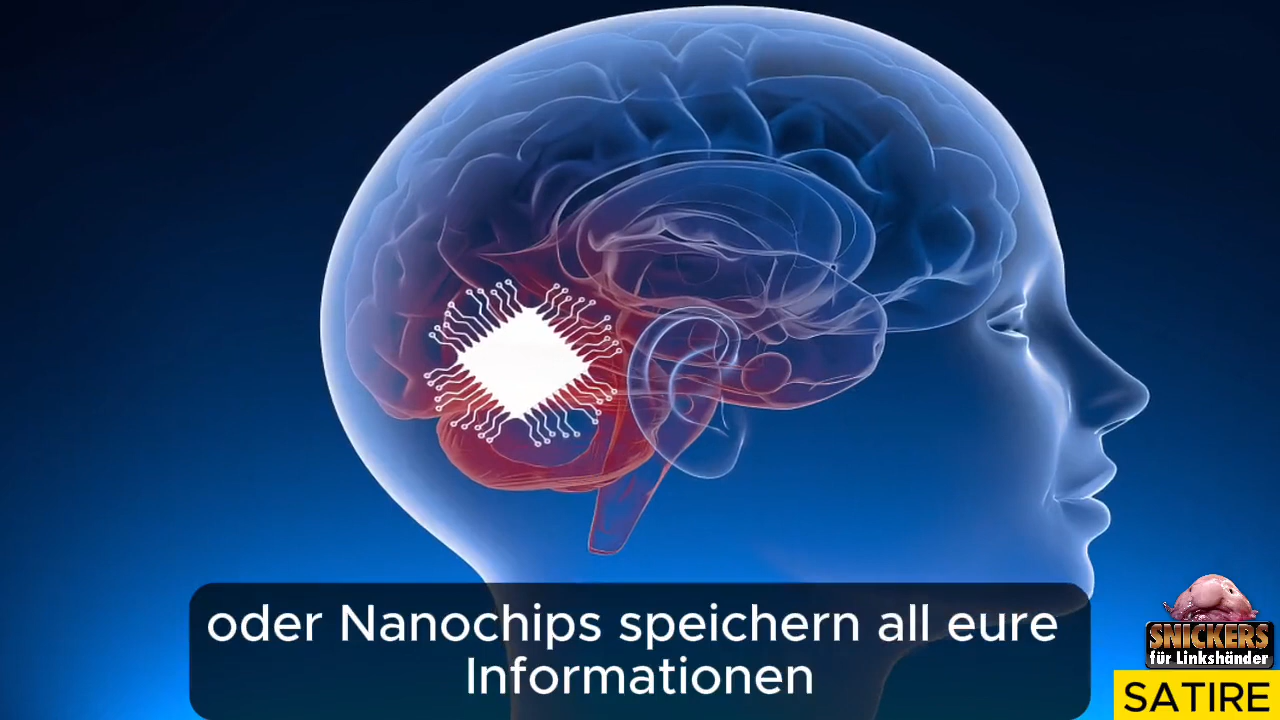 oder Nanochips speichern all eure
Informationen
SNICKERS
für Linkshänder
SATIRE